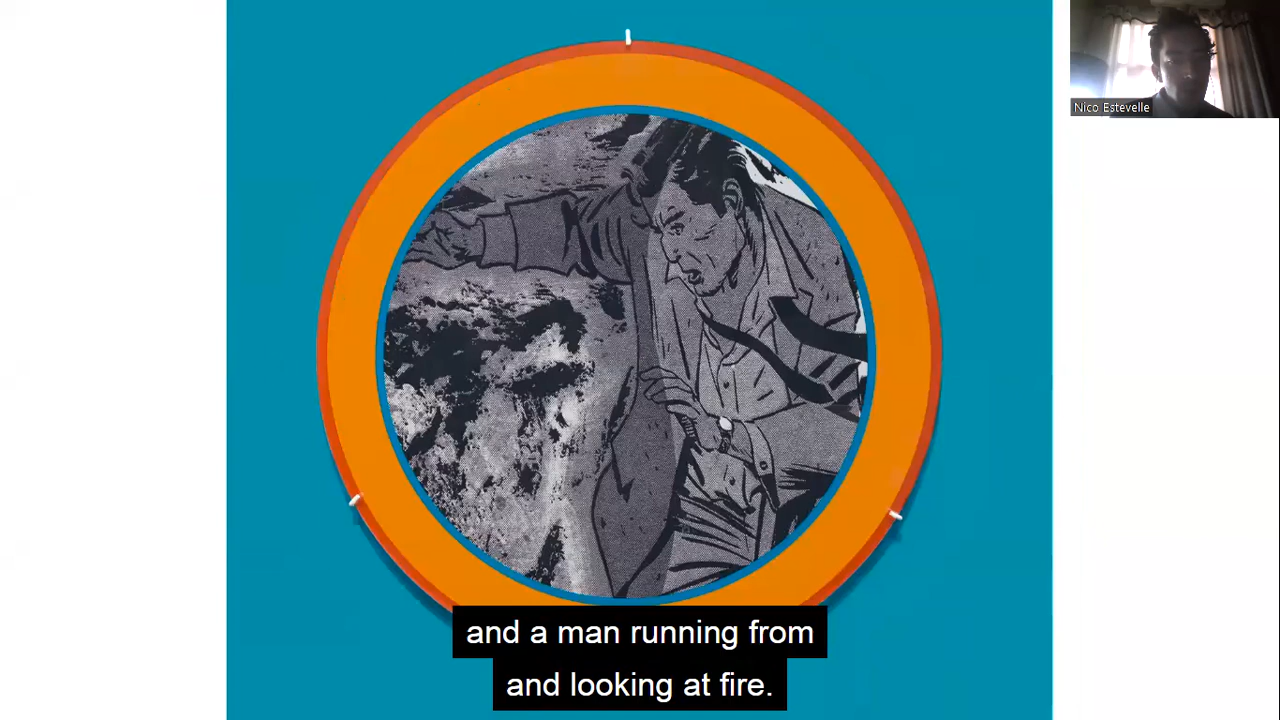 Nico Estevelle
and a man running from
and looking at fire.